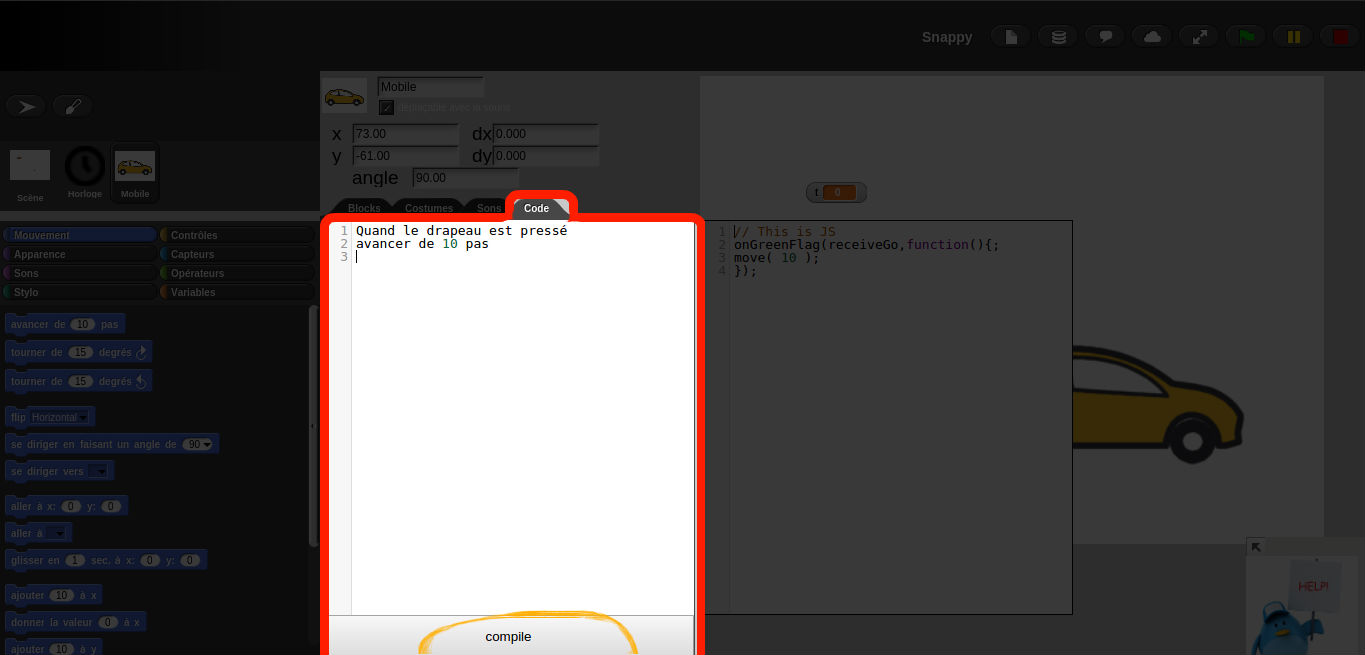 Snappy
Mobile
✓ déplaçable avec la souris
x 73.00 dx 0.000
y -61.00 dy 0.000
angle 90.00
Scène
Horloge
Mobile
t 0
Blocks Costumes Sons Code
Mouvement Contrôles
Apparence Capteurs
Sons Opérateurs
Stylo Variables
avancer de 10 pas
tourner de 15 degrés
tourner de 15 degrés
flip Horizontal
se diriger en faisant un angle de 90
se diriger vers
aller à x: 0 y: 0
aller à
glisser en 1 sec. à x: 0 y: 0
ajouter 10 à x
donner la valeur 0 à x
ajouter 10 à y
1 Quand le drapeau est pressé
2 avancer de 10 pas
3
compile
1 // This is JS
2 onGreenFlag(receiveGo,function(){;
3 move( 10 );
4 });
HELP!